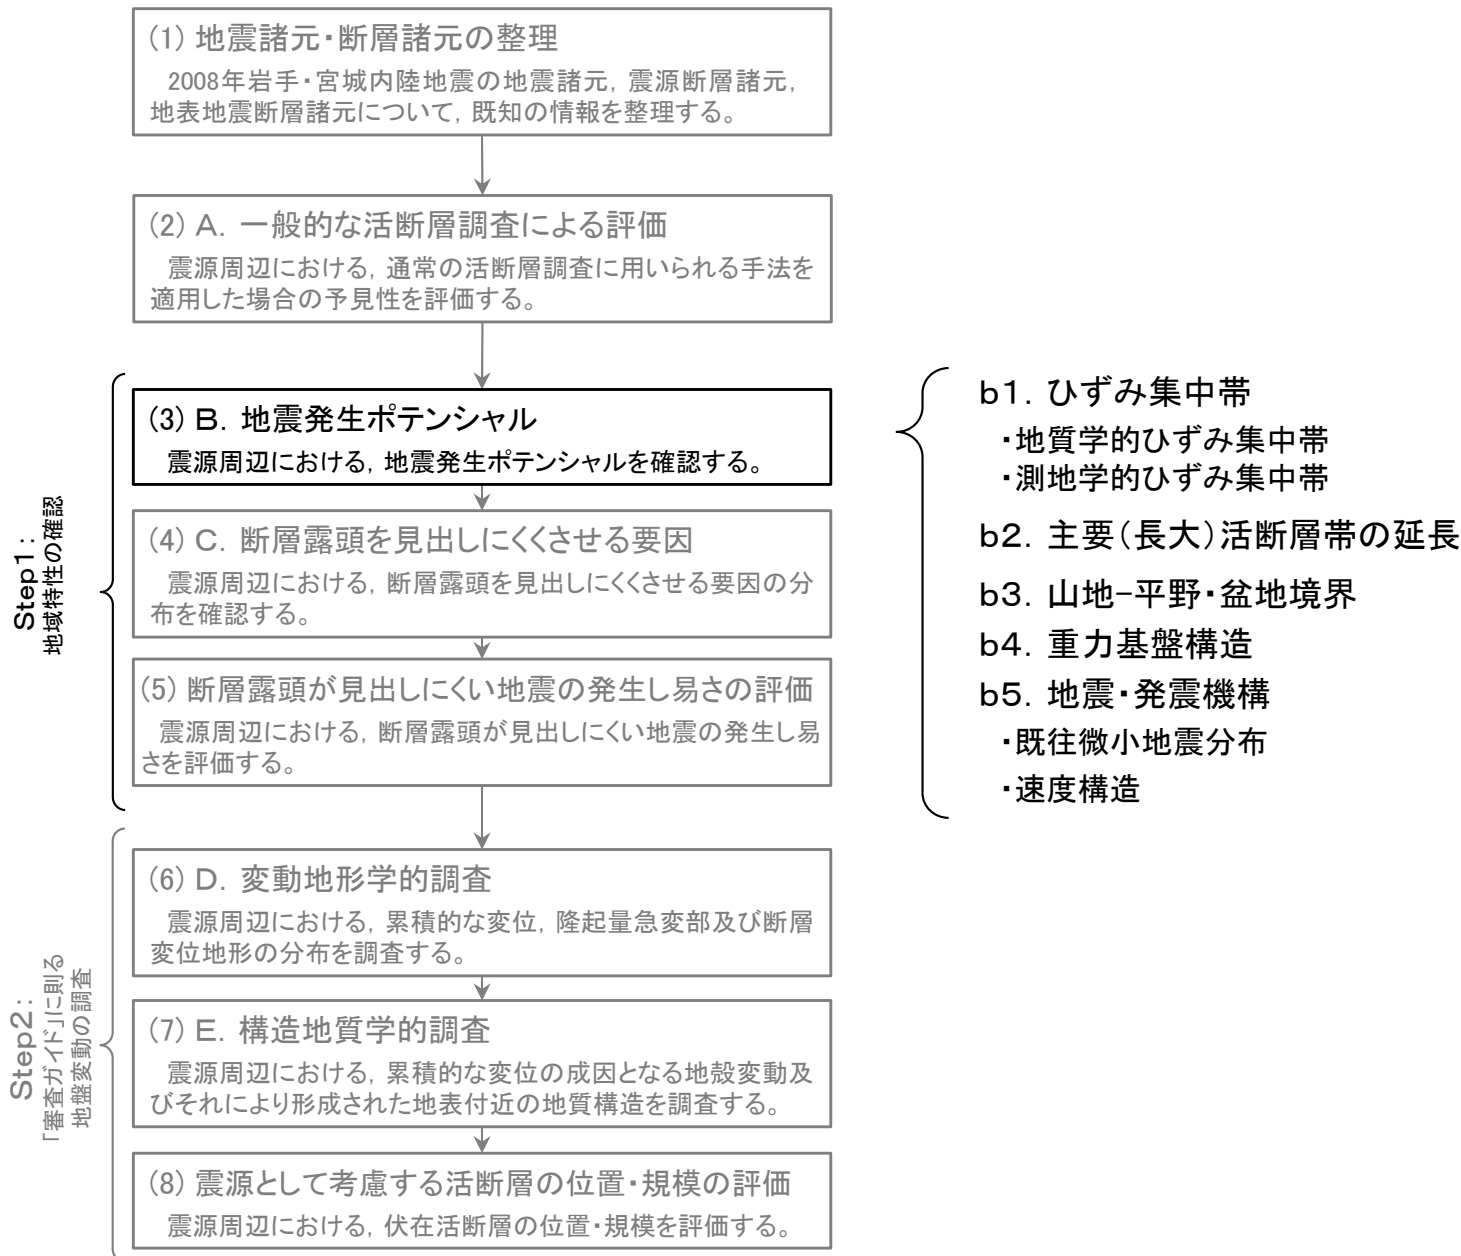 (1) 地震諸元・断層諸元の整理
2008年岩手・宮城内陸地震の地震諸元，震源断層諸元，
地表地震断層諸元について，既知の情報を整理する。
(2) A．一般的な活断層調査による評価
震源周辺における，通常の活断層調査に用いられる手法を
適用した場合の予見性を評価する。
Step1：
地域特性の確認
(3) B．地震発生ポテンシャル
震源周辺における，地震発生ポテンシャルを確認する。
(4) C．断層露頭を見出しにくくさせる要因
震源周辺における，断層露頭を見出しにくくさせる要因の分
布を確認する。
(5) 断層露頭が見出しにくい地震の発生し易さの評価
震源周辺における，断層露頭が見出しにくい地震の発生し易
さを評価する。
b1．ひずみ集中帯
・地質学的ひずみ集中帯
・測地学的ひずみ集中帯
b2．主要（長大）活断層帯の延長
b3．山地−平野・盆地境界
b4．重力基盤構造
b5．地震・発震機構
・既往微小地震分布
・速度構造
Step2：
「審査ガイド」に則る
地盤変動の調査
(6) D．変動地形学的調査
震源周辺における，累積的な変位，隆起量急変部及び断層
変位地形の分布を調査する。
(7) E．構造地質学的調査
震源周辺における，累積的な変位の成因となる地殻変動及
びそれにより形成された地表付近の地質構造を調査する。
(8) 震源として考慮する活断層の位置・規模の評価
震源周辺における，伏在活断層の位置・規模を評価する。